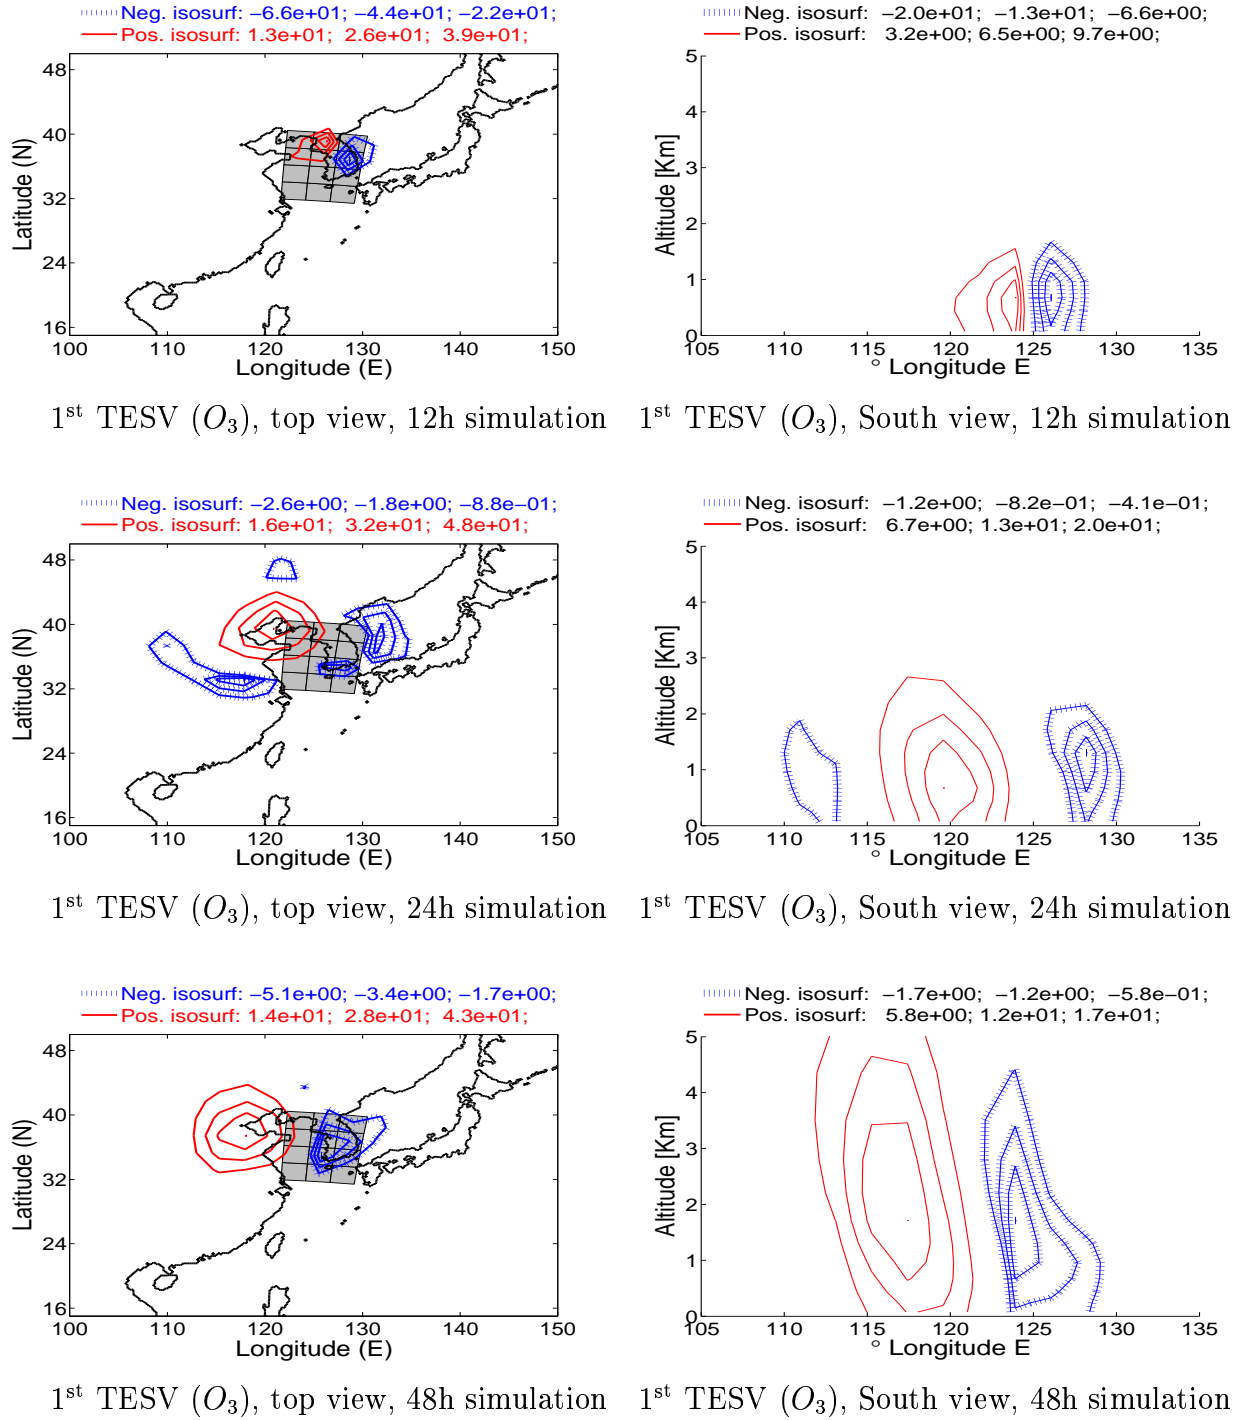 Neg. isosurf: −6.6e+01; −4.4e+01; −2.2e+01;
Pos. isosurf: 1.3e+01; 2.6e+01; 3.9e+01;
48
40
32
24
16
Latitude (N)
100 110 120 130 140 150
Longitude (E)
1st TESV (O3), top view, 12h simulation
Neg. isosurf: −2.0e+01; −1.3e+01; −6.6e+00;
Pos. isosurf: 3.2e+00; 6.5e+00; 9.7e+00;
5
4
3
2
1
0
Altitude [Km]
105 110 115 120 125 130 135
° Longitude E
1st TESV (O3), South view, 12h simulation
Neg. isosurf: −2.6e+00; −1.8e+00; −8.8e−01;
Pos. isosurf: 1.6e+01; 3.2e+01; 4.8e+01;
48
40
32
24
16
Latitude (N)
100 110 120 130 140 150
Longitude (E)
1st TESV (O3), top view, 24h simulation
Neg. isosurf: −1.2e+00; −8.2e−01; −4.1e−01;
Pos. isosurf: 6.7e+00; 1.3e+01; 2.0e+01;
5
4
3
2
1
0
Altitude [Km]
105 110 115 120 125 130 135
° Longitude E
1st TESV (O3), South view, 24h simulation
Neg. isosurf: −5.1e+00; −3.4e+00; −1.7e+00;
Pos. isosurf: 1.4e+01; 2.8e+01; 4.3e+01;
48
40
32
24
16
Latitude (N)
100 110 120 130 140 150
Longitude (E)
1st TESV (O3), top view, 48h simulation
Neg. isosurf: −1.7e+00; −1.2e+00; −5.8e−01;
Pos. isosurf: 5.8e+00; 1.2e+01; 1.7e+01;
5
4
3
2
1
0
Altitude [Km]
105 110 115 120 125 130 135
° Longitude E
1st TESV (O3), South view, 48h simulation